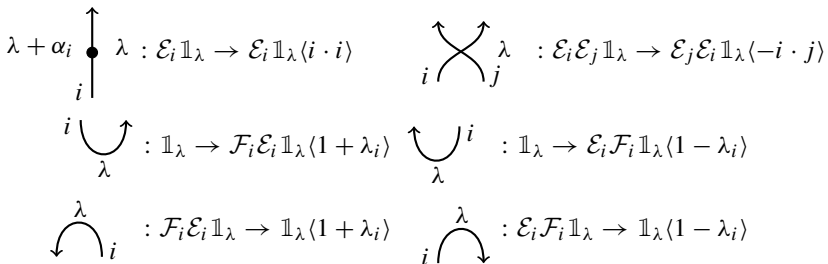 λ + α_i λ : ℰ_i 𝟙_λ → ℰ_i 𝟙_λ⟨i · i⟩ λ : ℰ_i ℰ_j 𝟙_λ → ℰ_j ℰ_i 𝟙_λ⟨−i · j⟩
i i j
i : 𝟙_λ → ℱ_i ℰ_i 𝟙_λ⟨1 + λ_i⟩ i : 𝟙_λ → ℰ_i ℱ_i 𝟙_λ⟨1 − λ_i⟩
λ λ
λ λ
i : ℱ_i ℰ_i 𝟙_λ → 𝟙_λ⟨1 + λ_i⟩ i : ℰ_i ℱ_i 𝟙_λ → 𝟙_λ⟨1 − λ_i⟩